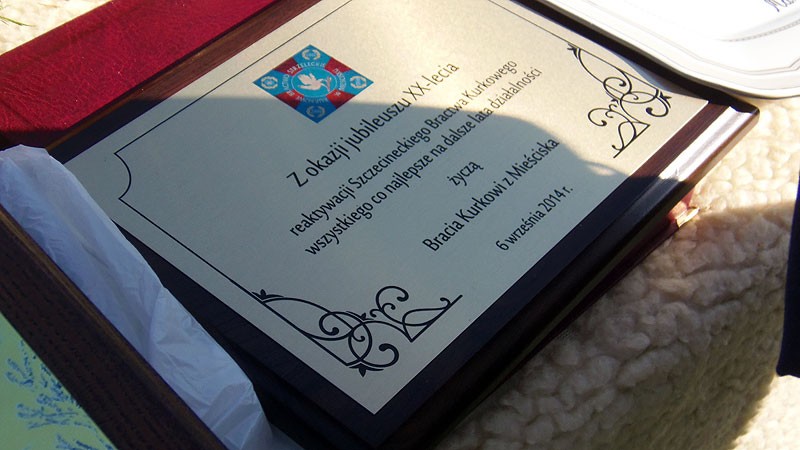 STRZELECKIE
Z okazji jubileuszu XX-lecia
reaktywacji Szczecineckiego Bractwa Kurkowego
wszystkiego co najlepsze na dalsze lata działalności
życzą
Bracia Kurkowi z Mieściska
6 września 2014 r.